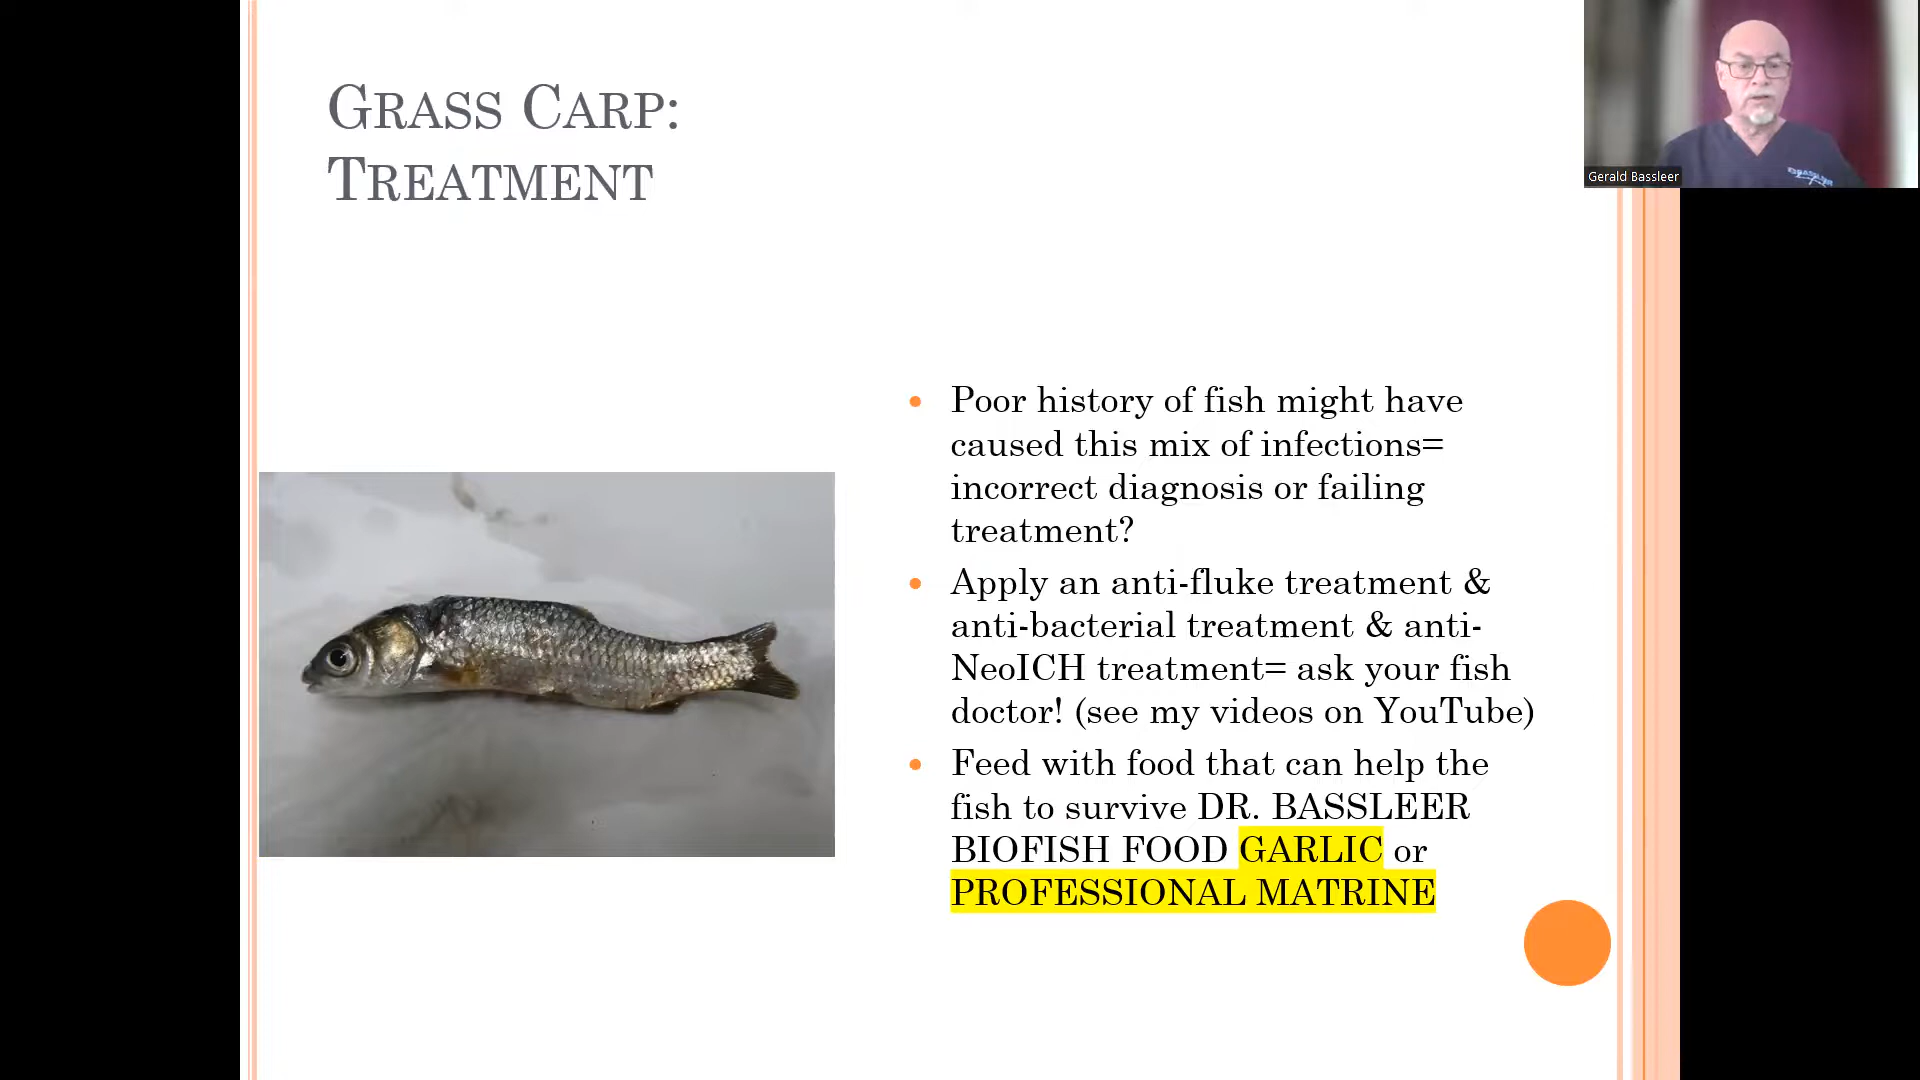 GRASS CARP:
TREATMENT
Gerald Bassleer
Poor history of fish might have
caused this mix of infections=
incorrect diagnosis or failing
treatment?
Apply an anti-fluke treatment &
anti-bacterial treatment & anti-
NeoICH treatment= ask your fish
doctor! (see my videos on YouTube)
Feed with food that can help the
fish to survive DR. BASSLEER
BIOFISH FOOD GARLIC or
PROFESSIONAL MATRINE